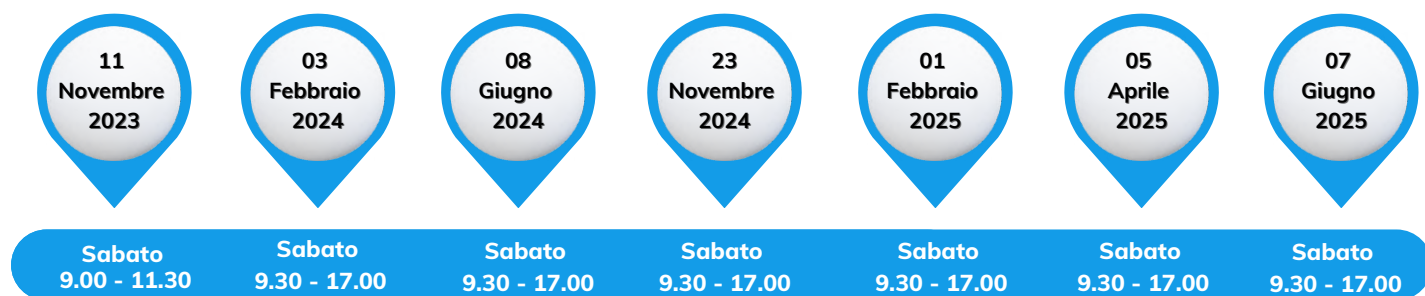 11
Novembre
2023
03
Febbraio
2024
08
Giugno
2024
23
Novembre
2024
01
Febbraio
2025
05
Aprile
2025
07
Giugno
2025
Sabato
9.00 - 11.30
Sabato
9.30 - 17.00
Sabato
9.30 - 17.00
Sabato
9.30 - 17.00
Sabato
9.30 - 17.00
Sabato
9.30 - 17.00
Sabato
9.30 - 17.00